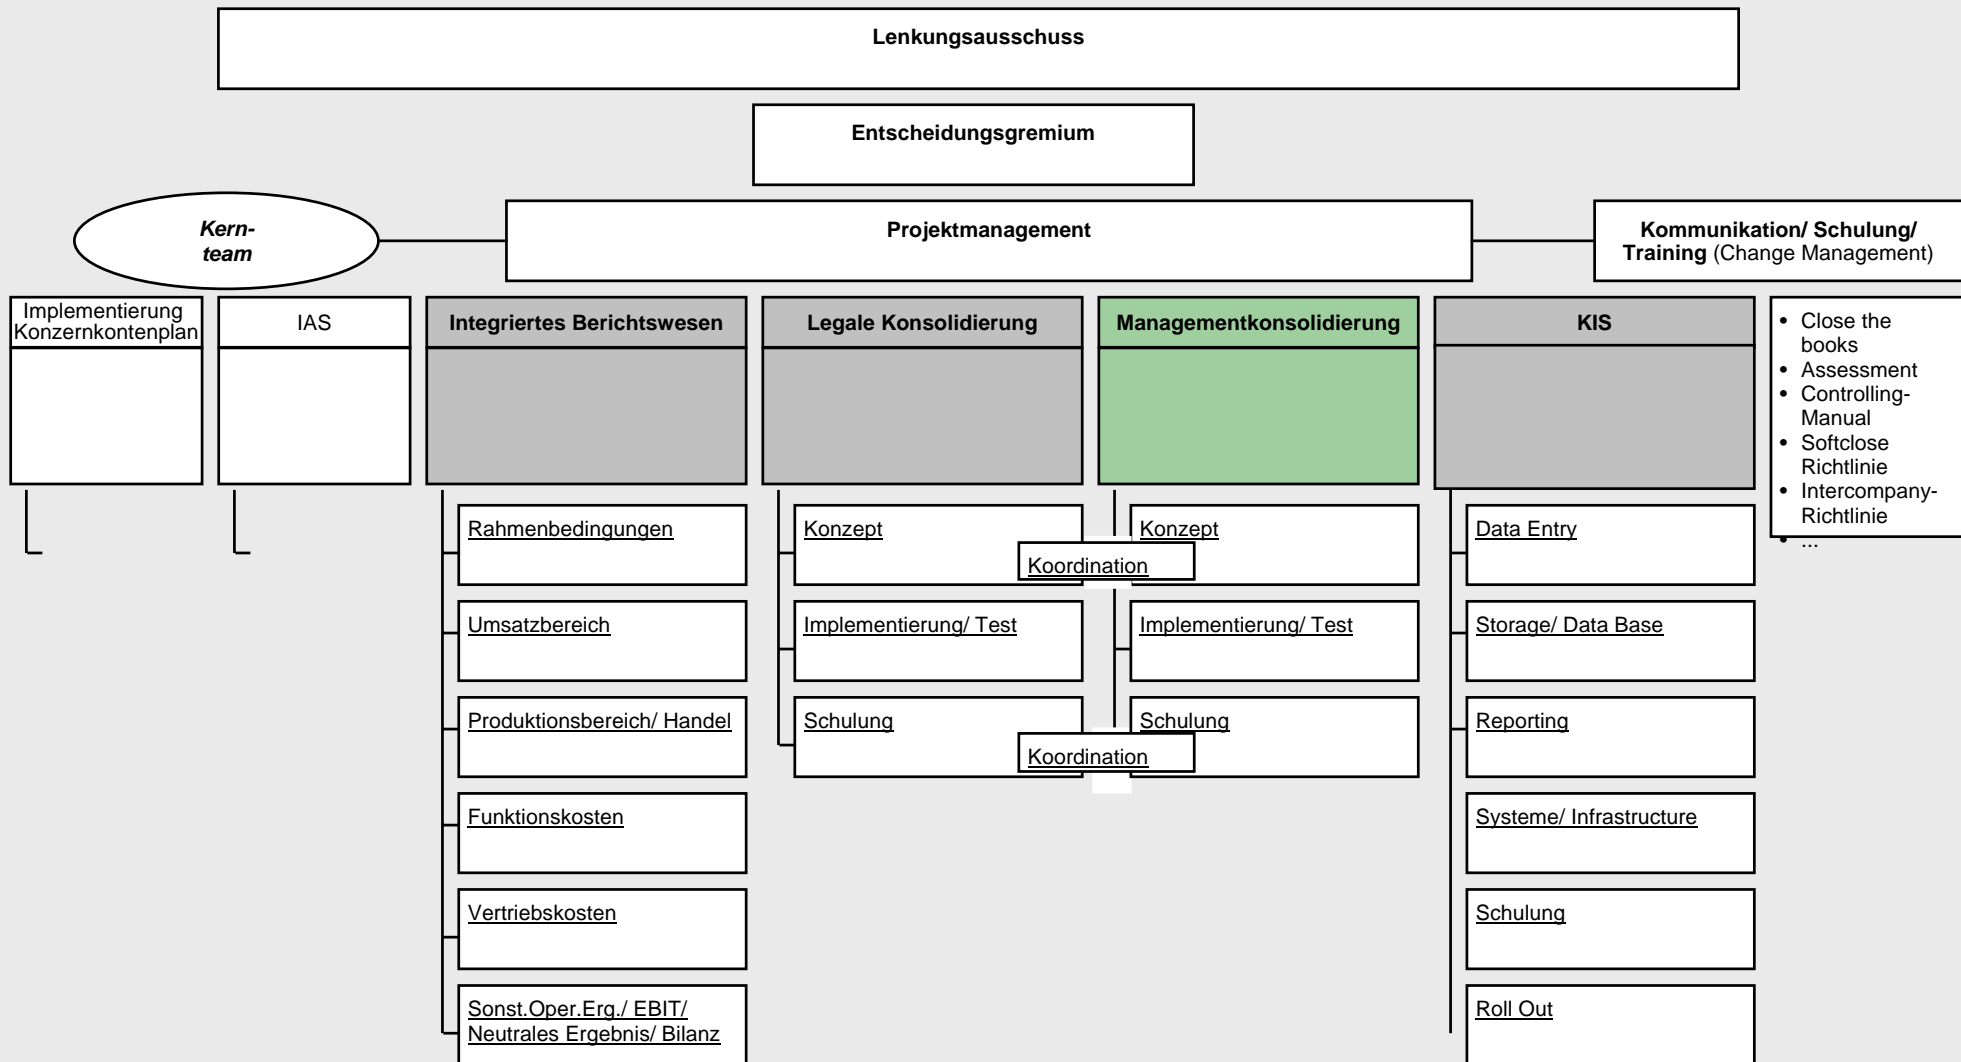 Lenkungsausschuss
Entscheidungsgremium
Kern-
team
Projektmanagement
Kommunikation/ Schulung/
Training (Change Management)
Implementierung
Konzernkontenplan
IAS
Integriertes Berichtswesen
Legale Konsolidierung
Managementkonsolidierung
KIS
• Close the
books
• Assessment
• Controlling-
Manual
• Softclose
Richtlinie
• Intercompany-
Richtlinie
• ...
Rahmenbedingungen
Umsatzbereich
Produktionsbereich/ Handel
Funktionskosten
Vertriebskosten
Sonst.Oper.Erg./ EBIT/
Neutrales Ergebnis/ Bilanz
Konzept
Implementierung/ Test
Schulung
Koordination
Koordination
Konzept
Implementierung/ Test
Schulung
Data Entry
Storage/ Data Base
Reporting
Systeme/ Infrastructure
Schulung
Roll Out